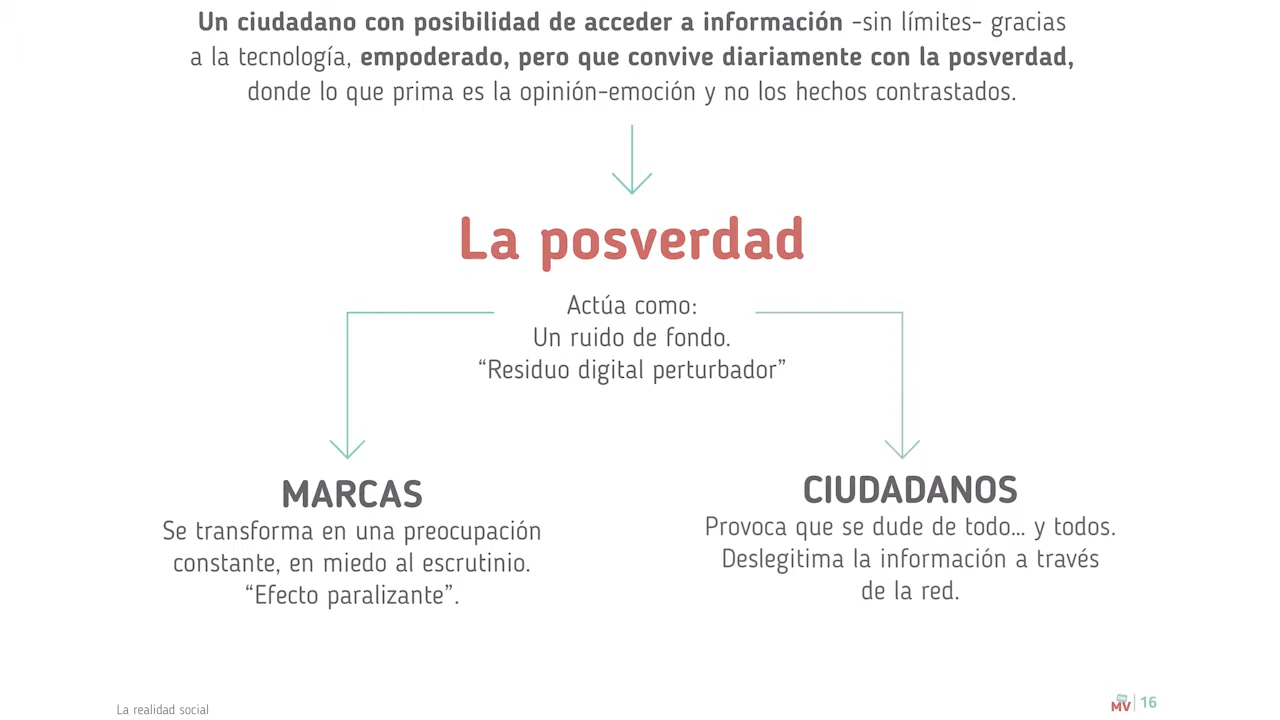 Un ciudadano con posibilidad de acceder a información -sin límites- gracias
a la tecnología, empoderado, pero que convive diariamente con la posverdad,
donde lo que prima es la opinión-emoción y no los hechos contrastados.
La posverdad
Actúa como:
Un ruido de fondo.
“Residuo digital perturbador”
MARCAS
Se transforma en una preocupación
constante, en miedo al escrutinio.
“Efecto paralizante”.
CIUDADANOS
Provoca que se dude de todo... y todos.
Deslegitima la información a través
de la red.
La realidad social
MV 16